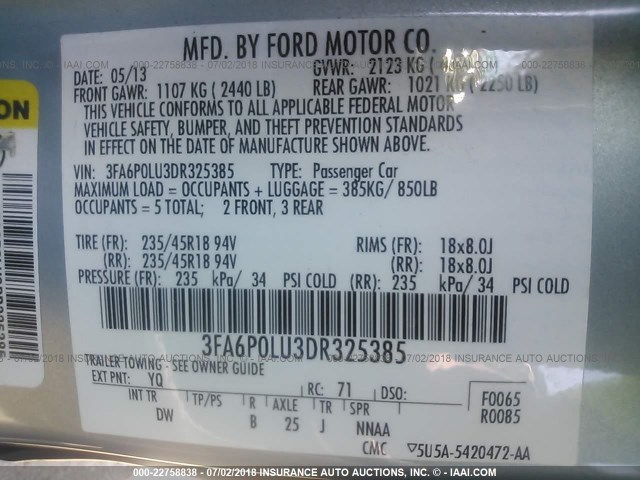 MFD. BY FORD MOTOR CO.
DATE: 05/13 GVWR: 2123 KG (
FRONT GAWR: 1107 KG (2440 LB) REAR GAWR: 1021 KG (2250 LB)
THIS VEHICLE CONFORMS TO ALL APPLICABLE FEDERAL MOTOR
VEHICLE SAFETY, BUMPER, AND THEFT PREVENTION STANDARDS
IN EFFECT ON THE DATE OF MANUFACTURE SHOWN ABOVE.
VIN: 3FA6P0LU3DR325385 TYPE: Passenger Car
MAXIMUM LOAD = OCCUPANTS + LUGGAGE = 385KG/ 850LB
OCCUPANTS = 5 TOTAL; 2 FRONT, 3 REAR
TIRE (FR): 235/45R18 94V RIMS (FR): 18x8.0J
(RR): 235/45R18 94V (RR): 18x8.0J
PRESSURE (FR): 235 kPa/ 34 PSI COLD (RR): 235 kPa/ 34 PSI COLD
3FA6P0LU3DR325385
TRAILER TOWING - SEE OWNER GUIDE
EXT PNT: YQ RC: 71 DSO: F0065
R0085
INT TR TP/PS R AXLE TR SPR
DW B 25 J NNAA
CMC ▽5U5A-5420472-AA
000-22758838 - 07/02/2018 INSURANCE AUTO AUCTIONS - IAAI.COM